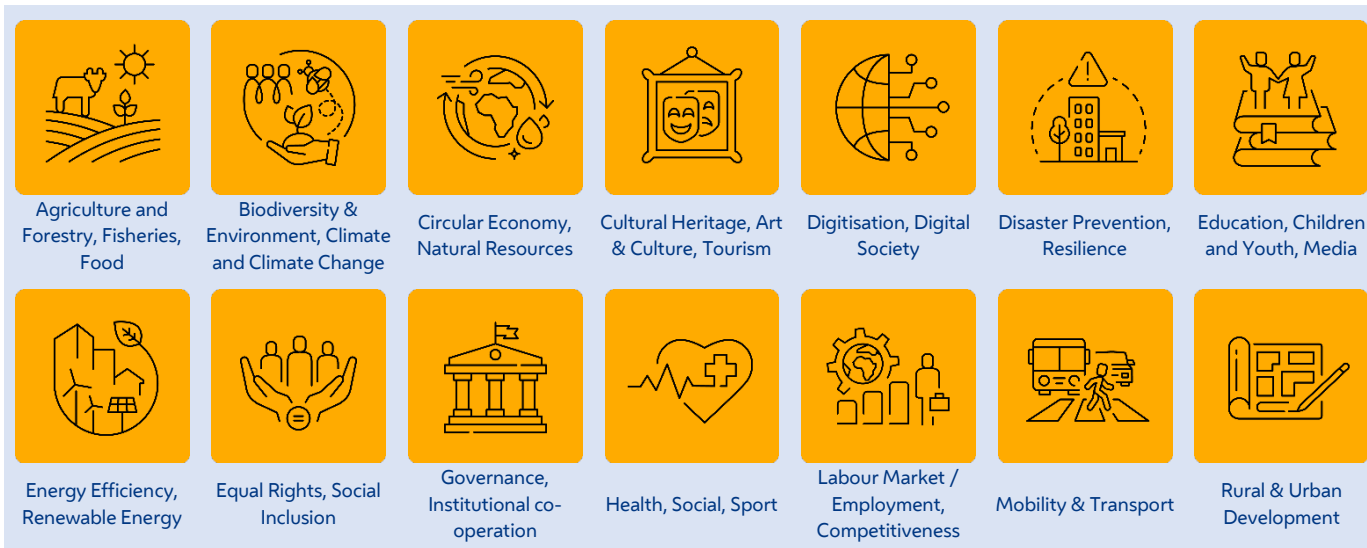 Agriculture and
Forestry, Fisheries,
Food
Biodiversity &
Environment, Climate
and Climate Change
Circular Economy,
Natural Resources
Cultural Heritage, Art
& Culture, Tourism
Digitisation, Digital
Society
Disaster Prevention,
Resilience
Education, Children
and Youth, Media
Energy Efficiency,
Renewable Energy
Equal Rights, Social
Inclusion
Governance,
Institutional co-
operation
Health, Social, Sport
Labour Market /
Employment,
Competitiveness
Mobility & Transport
Rural & Urban
Development